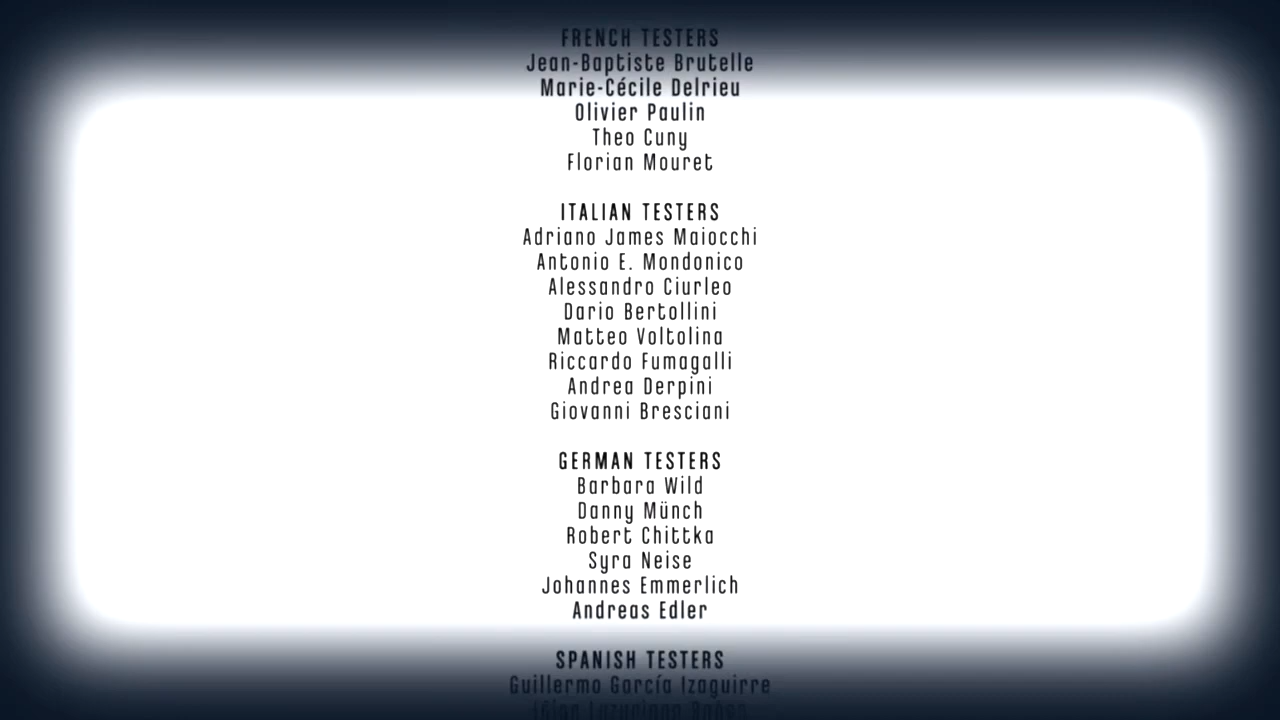 FRENCH TESTERS
Jean-Baptiste Brutelle
Marie-Cécile Delrieu
Olivier Paulin
Theo Cuny
Florian Mouret
ITALIAN TESTERS
Adriano James Maiocchi
Antonio E. Mondonico
Alessandro Ciurleo
Dario Bertollini
Matteo Voltolina
Riccardo Fumagalli
Andrea Derpini
Giovanni Bresciani
GERMAN TESTERS
Barbara Wild
Danny Münch
Robert Chittka
Syra Neise
Johannes Emmerlich
Andreas Edler
SPANISH TESTERS
Guillermo García Izaguirre